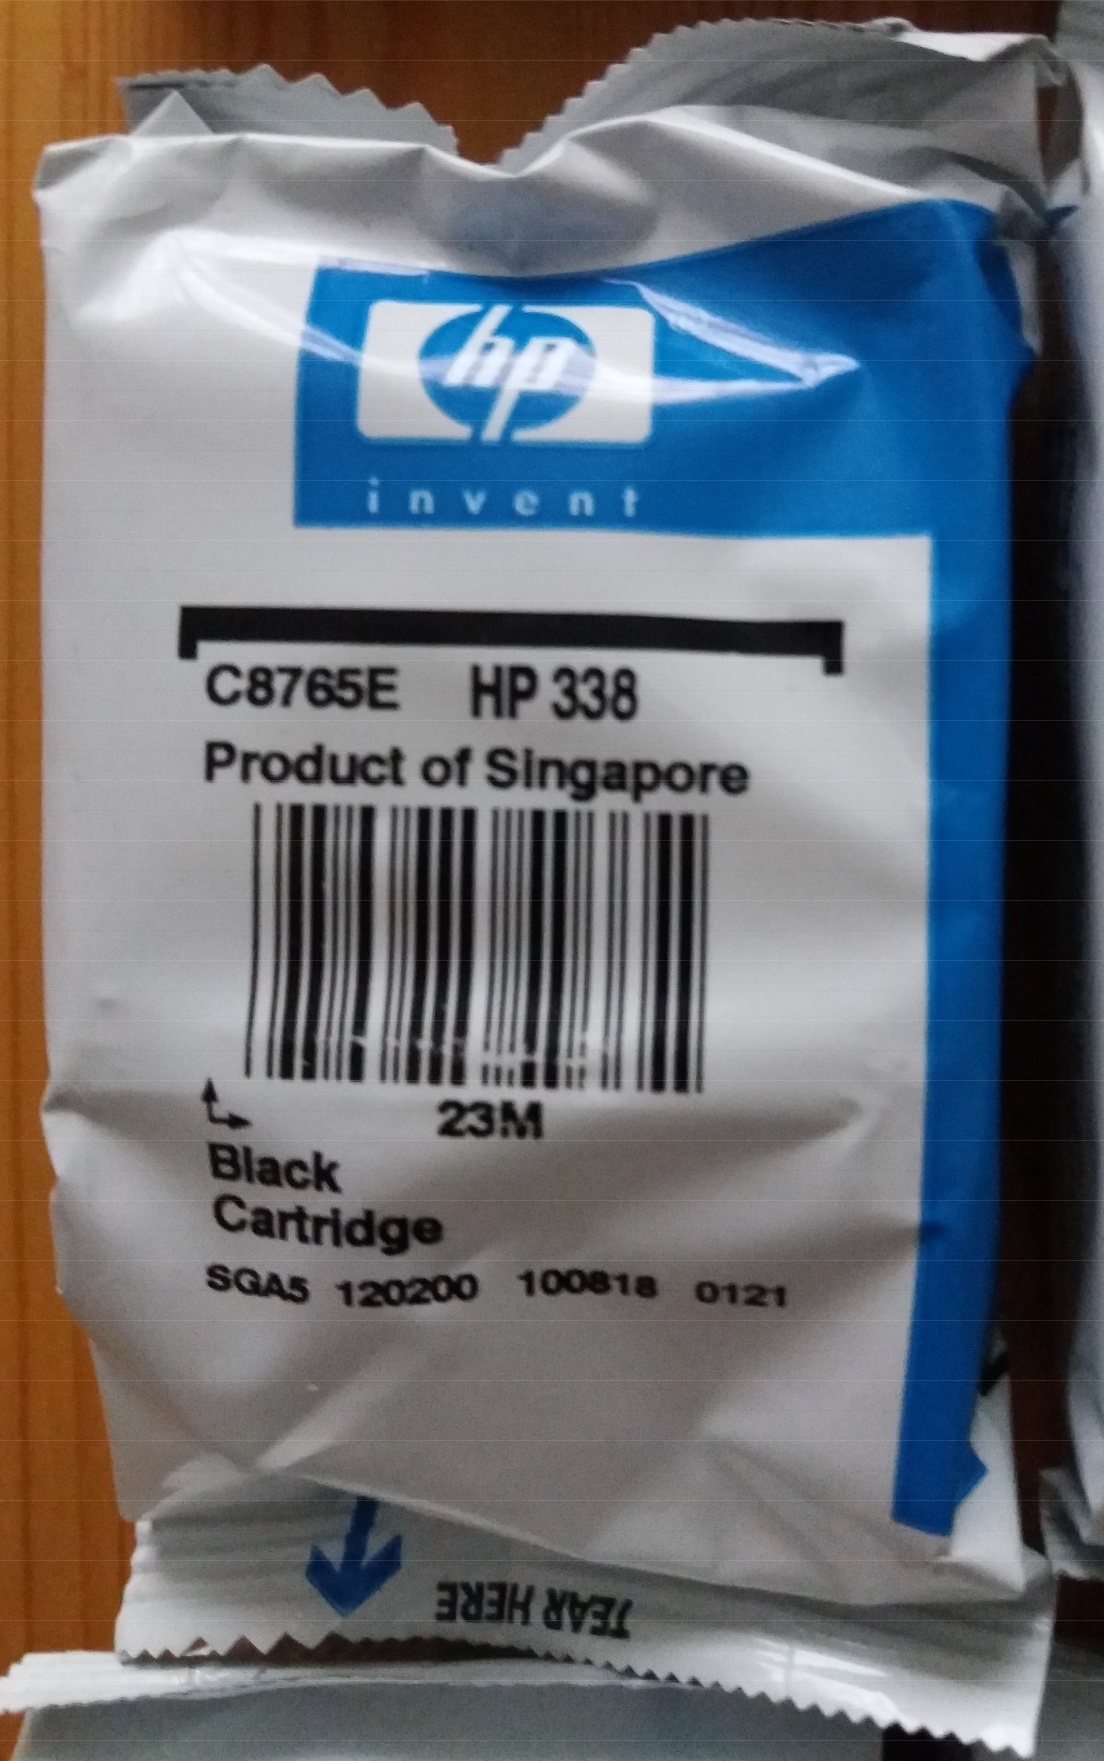 hp
invent
C8765E HP 338
Product of Singapore
23M
Black
Cartridge
SGA5 120200 100818 0121
TEAR HERE